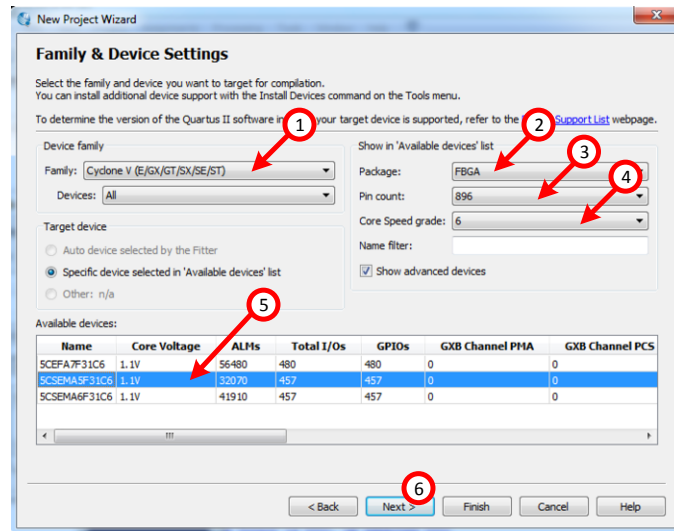 New Project Wizard
Family & Device Settings
Select the family and device you want to target for compilation.
You can install additional device support with the Install Devices command on the Tools menu.
To determine the version of the Quartus II software in your target device is supported, refer to the Support List webpage.
1
2
Device family
Show in 'Available devices' list
Family: Cyclone V (E/GX/GT/SX/SE/ST)
Package: FBGA
3
Devices: All
Pin count: 896
4
Core Speed grade: 6
Target device
Name filter:
Auto device selected by the Fitter
Specific device selected in 'Available devices' list
Show advanced devices
Other: n/a
5
Available devices:
Name Core Voltage ALMs Total I/Os GPIOs GXB Channel PMA GXB Channel PCS
5CEFA7F31C6 1.1V 56480 480 480 0 0
5CSEMA5F31C6 1.1V 32070 457 457 0 0
5CSEMA6F31C6 1.1V 41910 457 457 0 0
6
< Back Next > Finish Cancel Help